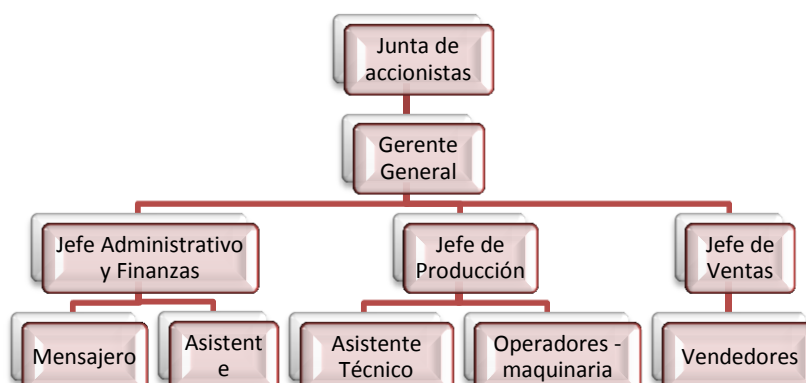 Junta de
accionistas
Gerente
General
Jefe Administrativo
y Finanzas
Jefe de
Producción
Jefe de
Ventas
Mensajero
Asistent
e
Asistente
Técnico
Operadores -
maquinaria
Vendedores